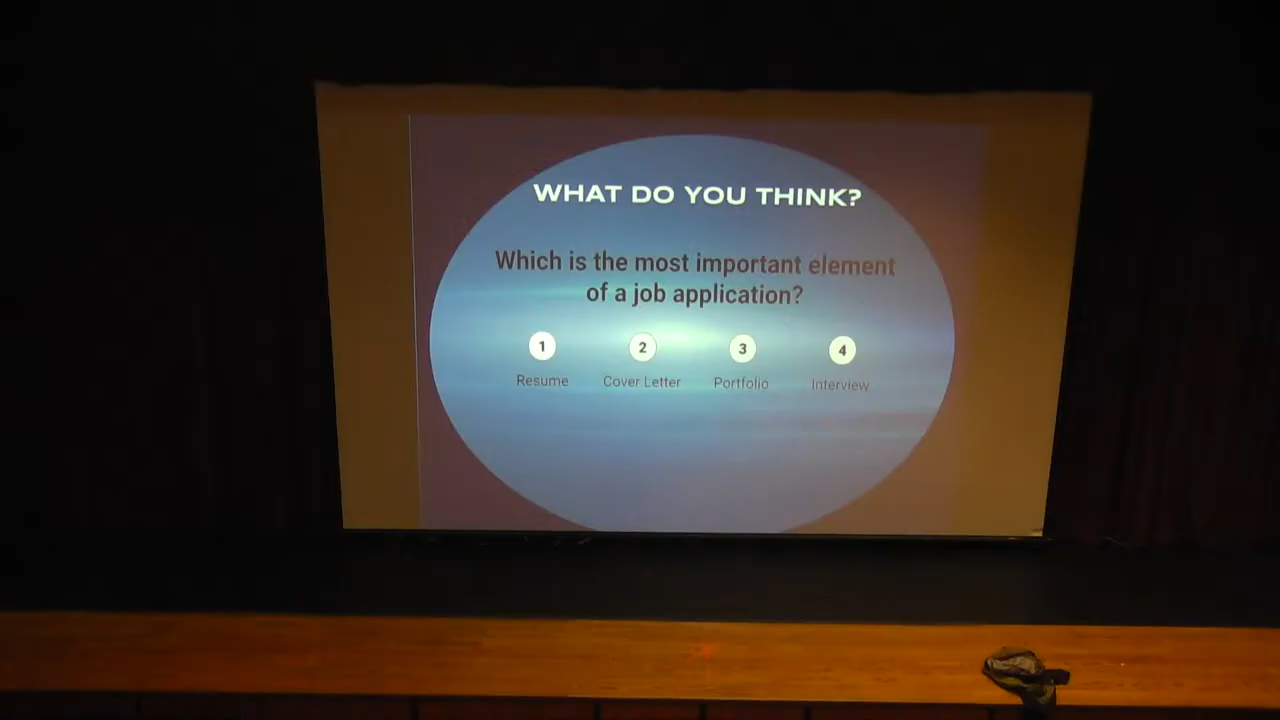 WHAT DO YOU THINK?
Which is the most important element
of a job application?
1 2 3 4
Resume Cover Letter Portfolio Interview